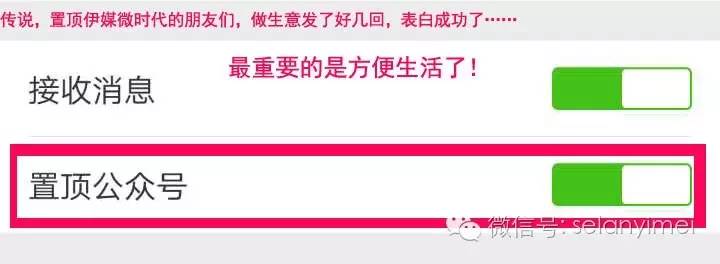 传说，置顶伊媒微时代的朋友们，做生意发了好几回，表白成功了……
最重要的是方便生活了！
接收消息
置顶公众号
微信号: selanyimei